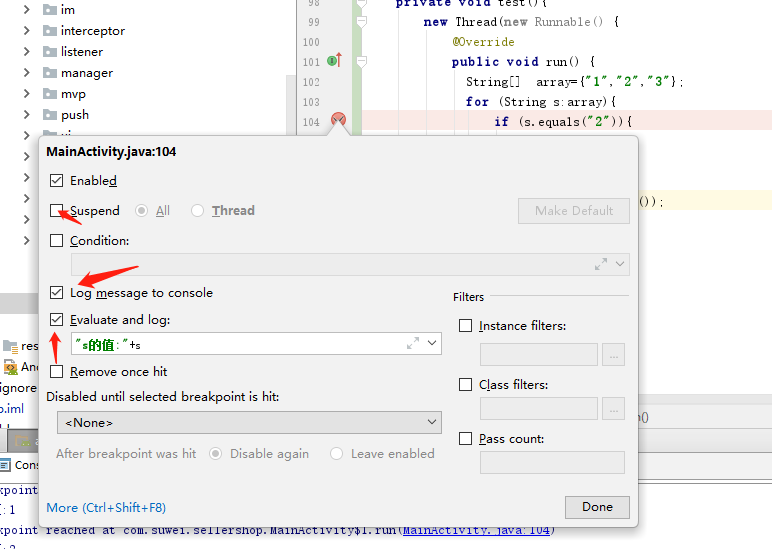 im
interceptor
listener
manager
mvp
push
98 private void test(){
99 new Thread(new Runnable() {
100 @Override
101 public void run() {
102 String[] array={"1","2","3"};
103 for (String s:array){
104 if (s.equals("2")){
());
MainActivity.java:104
Enabled
Suspend All Thread Make Default
Condition:
Log message to console
Evaluate and log:
"s的值:"+s
Remove once hit
Disabled until selected breakpoint is hit:
<None>
After breakpoint was hit Disable again Leave enabled
Filters
Instance filters:
...
Class filters:
...
Pass count:
More (Ctrl+Shift+F8)
Done
res
And
ignore
o.iml
Cons
kpoint
:1
kpoint reached at com.suwei.sellershop.MainActivity$1.run(MainActivity.java:104)